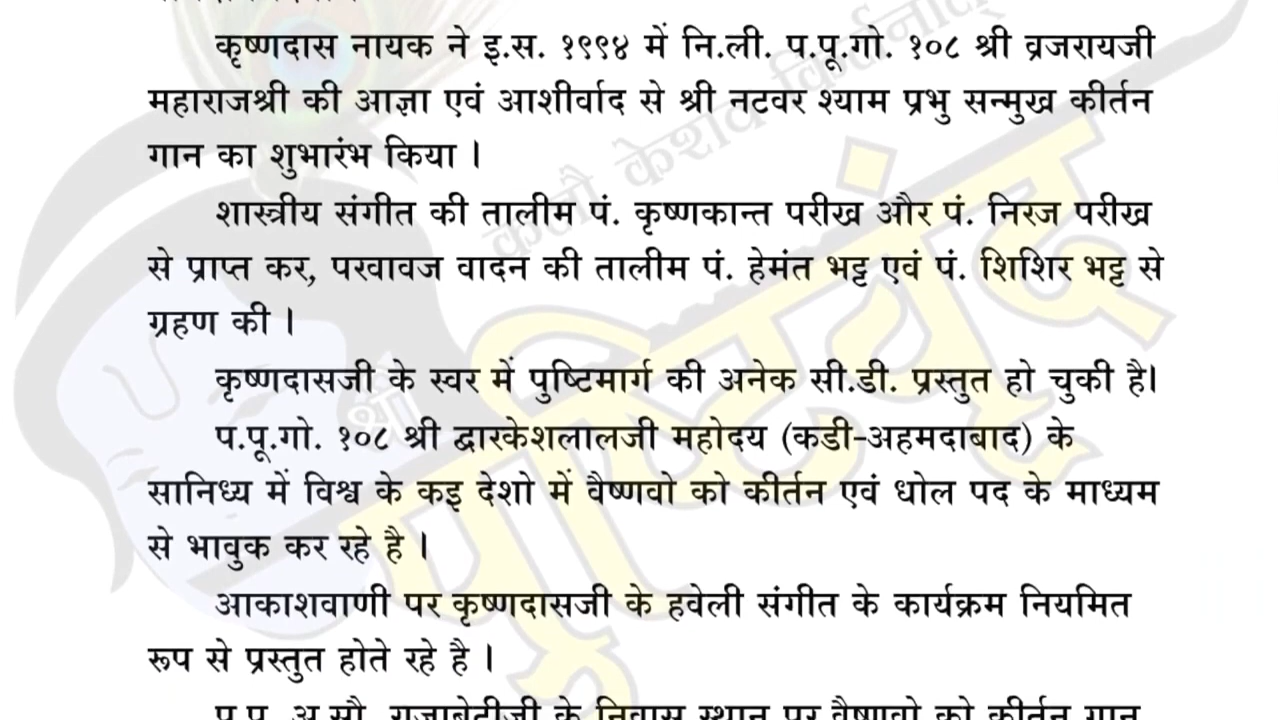 कृष्णदास नायक ने इ.स. १९९४ में नि.ली. प.पू.गो. १०८ श्री व्रजरायजी
महाराजश्री की आज्ञा एवं आशीर्वाद से श्री नटवर श्याम प्रभु सन्मुख कीर्तन
गान का शुभारंभ किया ।
शास्त्रीय संगीत की तालीम पं. कृष्णकान्त परीख और पं. निरज परीख
से प्राप्त कर, परवावज वादन की तालीम पं. हेमंत भट्ट एवं पं. शिशिर भट्ट से
ग्रहण की ।
कृष्णदासजी के स्वर में पुष्टिमार्ग की अनेक सी.डी. प्रस्तुत हो चुकी है।
प.पू.गो. १०८ श्री द्वारकेशलालजी महोदय (कडी-अहमदाबाद) के
सानिध्य में विश्व के कइ देशो में वैष्णवो को कीर्तन एवं धोल पद के माध्यम
से भावुक कर रहे है ।
आकाशवाणी पर कृष्णदासजी के हवेली संगीत के कार्यक्रम नियमित
रूप से प्रस्तुत होते रहे है ।
प.पू. अ.सौ. राजाबेटीजी के निवास स्थान पर वैष्णवो को कीर्तन गान